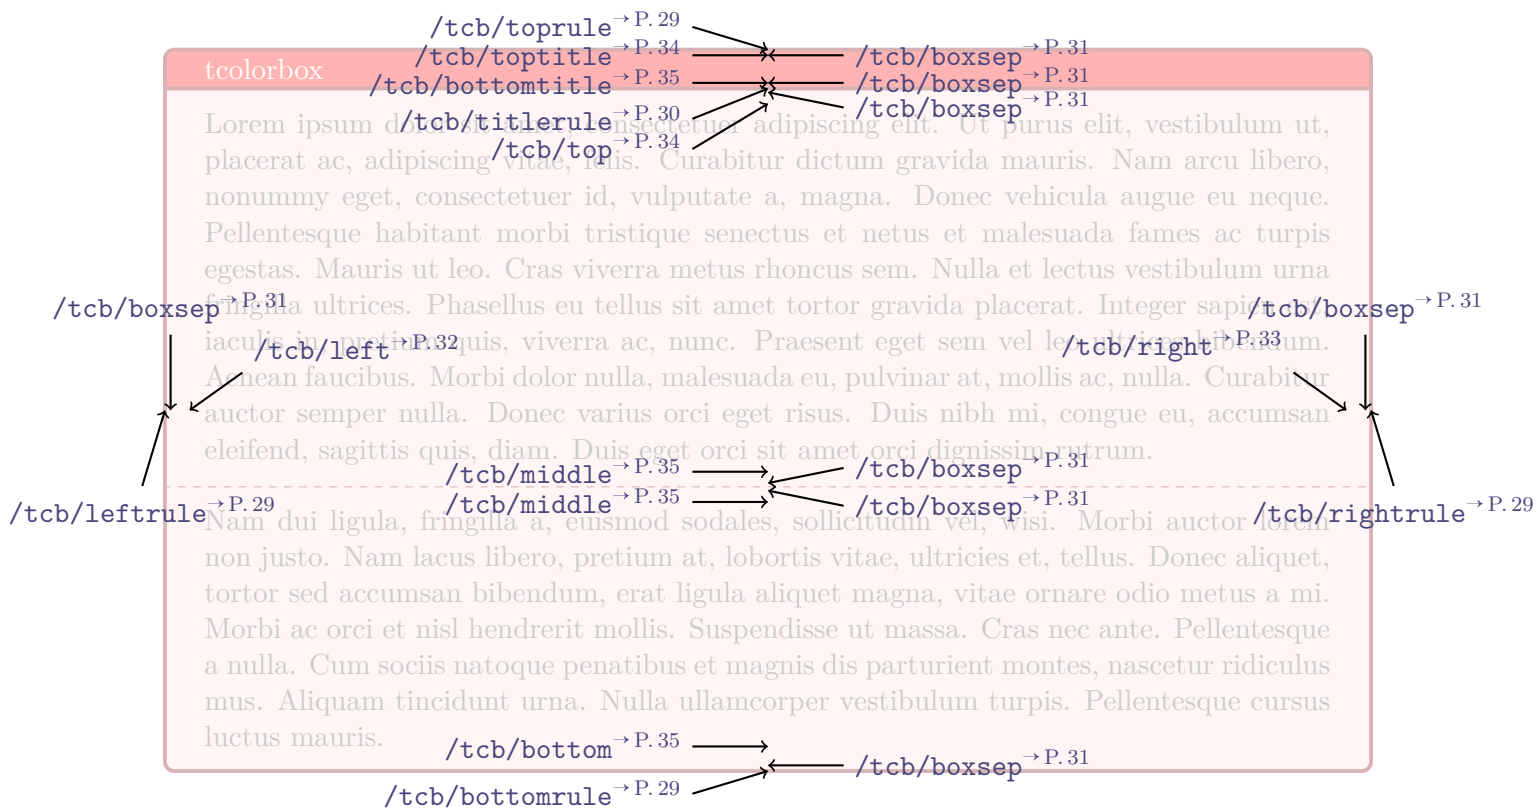 /tcb/toprule→P. 29
/tcb/toptitle→P. 34 /tcb/boxsep→P. 31
tcolorbox
/tcb/bottomtitle→P. 35 /tcb/boxsep→P. 31
/tcb/boxsep→P. 31
/tcb/titlerule→P. 30
Lorem ipsum dolor sit amet, consectetuer adipiscing elit. Ut purus elit, vestibulum ut,
/tcb/top→P. 34
placerat ac, adipiscing vitae, felis. Curabitur dictum gravida mauris. Nam arcu libero,
nonummy eget, consectetuer id, vulputate a, magna. Donec vehicula augue eu neque.
Pellentesque habitant morbi tristique senectus et netus et malesuada fames ac turpis
egestas. Mauris ut leo. Cras viverra metus rhoncus sem. Nulla et lectus vestibulum urna
/tcb/boxsep→P. 31 /tcb/boxsep→P. 31
fringilla ultrices. Phasellus eu tellus sit amet tortor gravida placerat. Integer sapien est,
iaculis in, pretium quis, viverra ac, nunc. Praesent eget sem vel leo ultrices bibendum.
/tcb/left→P. 32 /tcb/right→P. 33
Aenean faucibus. Morbi dolor nulla, malesuada eu, pulvinar at, mollis ac, nulla. Curabitur
auctor semper nulla. Donec varius orci eget risus. Duis nibh mi, congue eu, accumsan
eleifend, sagittis quis, diam. Duis eget orci sit amet orci dignissim rutrum.
/tcb/middle→P. 35 /tcb/boxsep→P. 31
/tcb/middle→P. 35 /tcb/boxsep→P. 31
/tcb/leftrule→P. 29 /tcb/rightrule→P. 29
Nam dui ligula, fringilla a, euismod sodales, sollicitudin vel, wisi. Morbi auctor lorem
non justo. Nam lacus libero, pretium at, lobortis vitae, ultricies et, tellus. Donec aliquet,
tortor sed accumsan bibendum, erat ligula aliquet magna, vitae ornare odio metus a mi.
Morbi ac orci et nisl hendrerit mollis. Suspendisse ut massa. Cras nec ante. Pellentesque
a nulla. Cum sociis natoque penatibus et magnis dis parturient montes, nascetur ridiculus
mus. Aliquam tincidunt urna. Nulla ullamcorper vestibulum turpis. Pellentesque cursus
luctus mauris.
/tcb/bottom→P. 35 /tcb/boxsep→P. 31
/tcb/bottomrule→P. 29